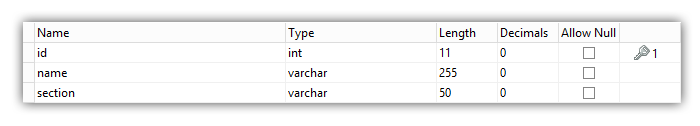 Name Type Length Decimals Allow Null
id int 11 0 1
name varchar 255 0
section varchar 50 0